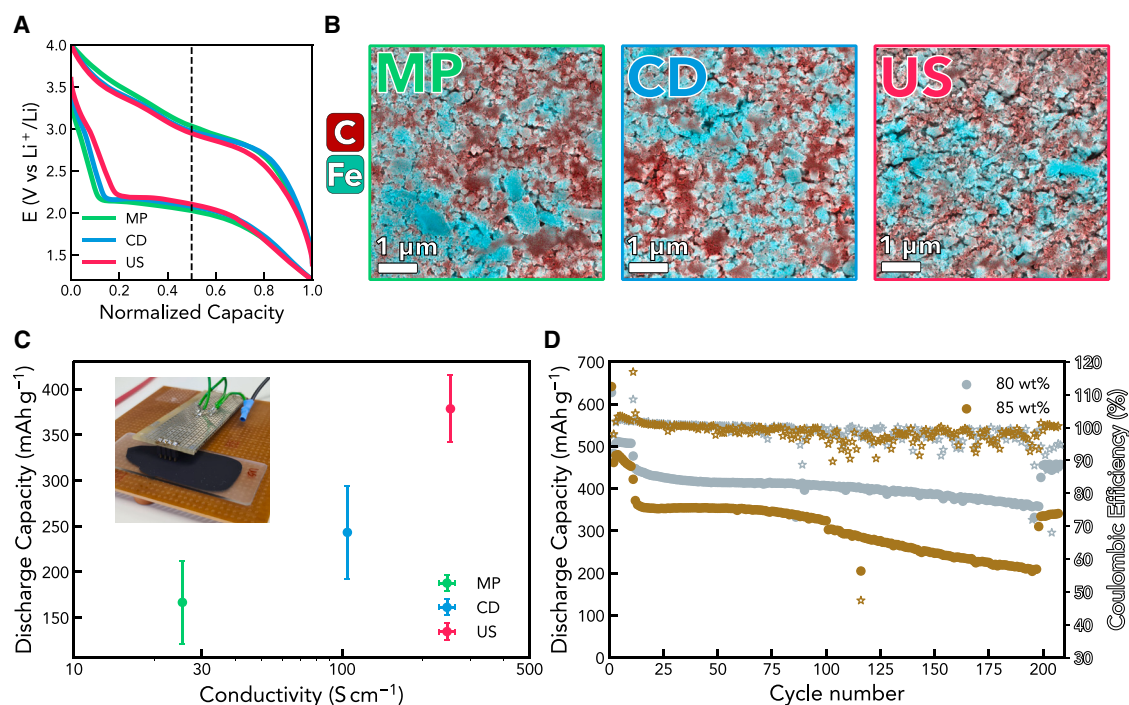 A
4.0
3.5
3.0
2.5
2.0
1.5
E (V vs Li⁺/Li)
MP
CD
US
0.0 0.2 0.4 0.6 0.8 1.0
Normalized Capacity
B
C
Fe
MP
1 μm
CD
1 μm
US
1 μm
C
400
350
300
250
200
150
Discharge Capacity (mAh g⁻¹)
MP
CD
US
10 30 100 500
Conductivity (S cm⁻¹)
D
700
600
500
400
300
200
100
0
Discharge Capacity (mAh g⁻¹)
80 wt%
85 wt%
120
110
100
90
80
70
60
50
40
30
Coulombic Efficiency (%)
0 25 50 75 100 125 150 175 200
Cycle number